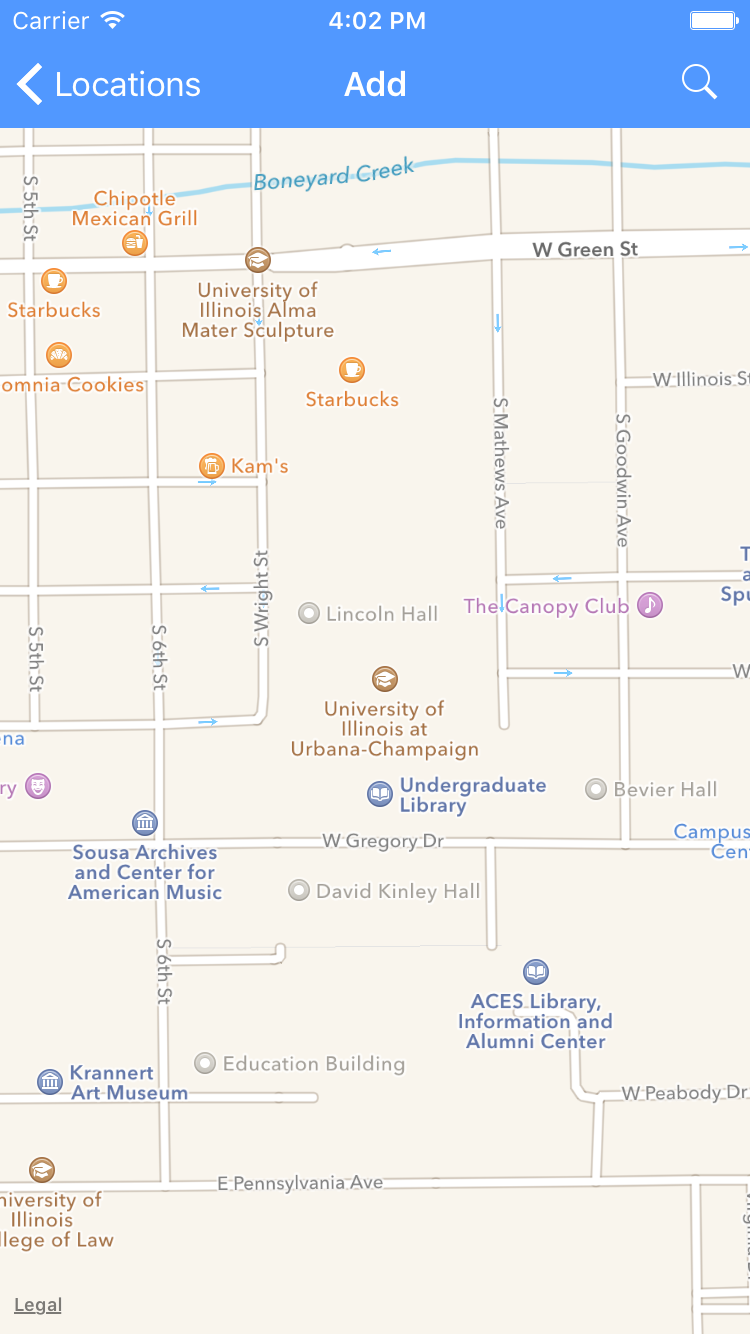 Carrier 4:02 PM
Locations Add
Boneyard Creek
S 5th St
Chipotle
Mexican Grill
W Green St
University of
Illinois Alma
Mater Sculpture
Starbucks
Starbucks
omnia Cookies
W Illinois St
S Mathews Ave
S Goodwin Ave
Kam's
S Wright St
The Canopy Club
Lincoln Hall
S 5th St
S 6th St
University of
Illinois at
Urbana-Champaign
ena
ry
Undergraduate
Library
Bevier Hall
Campus
Cen
W Gregory Dr
Sousa Archives
and Center for
American Music
David Kinley Hall
S 6th St
ACES Library,
Information and
Alumni Center
Education Building
Krannert
Art Museum
W Peabody Dr
E Pennsylvania Ave
niversity of
Illinois
llege of Law
Legal